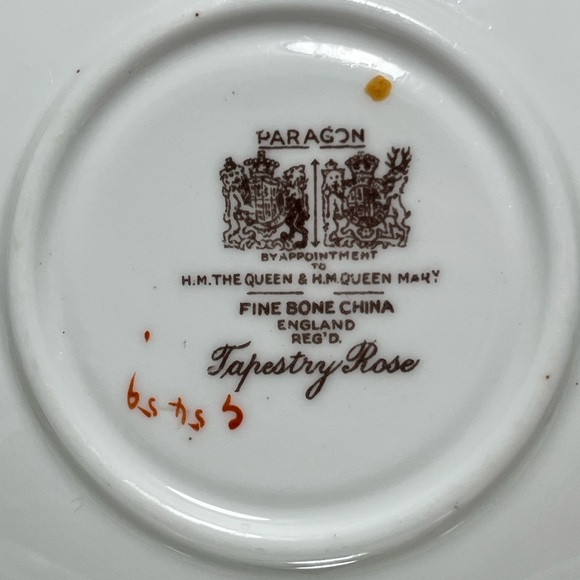 PARAGON
BY APPOINTMENT
TO
H.M. THE QUEEN & H.M. QUEEN MARY
FINE BONE CHINA
ENGLAND
REG'D.
Tapestry Rose